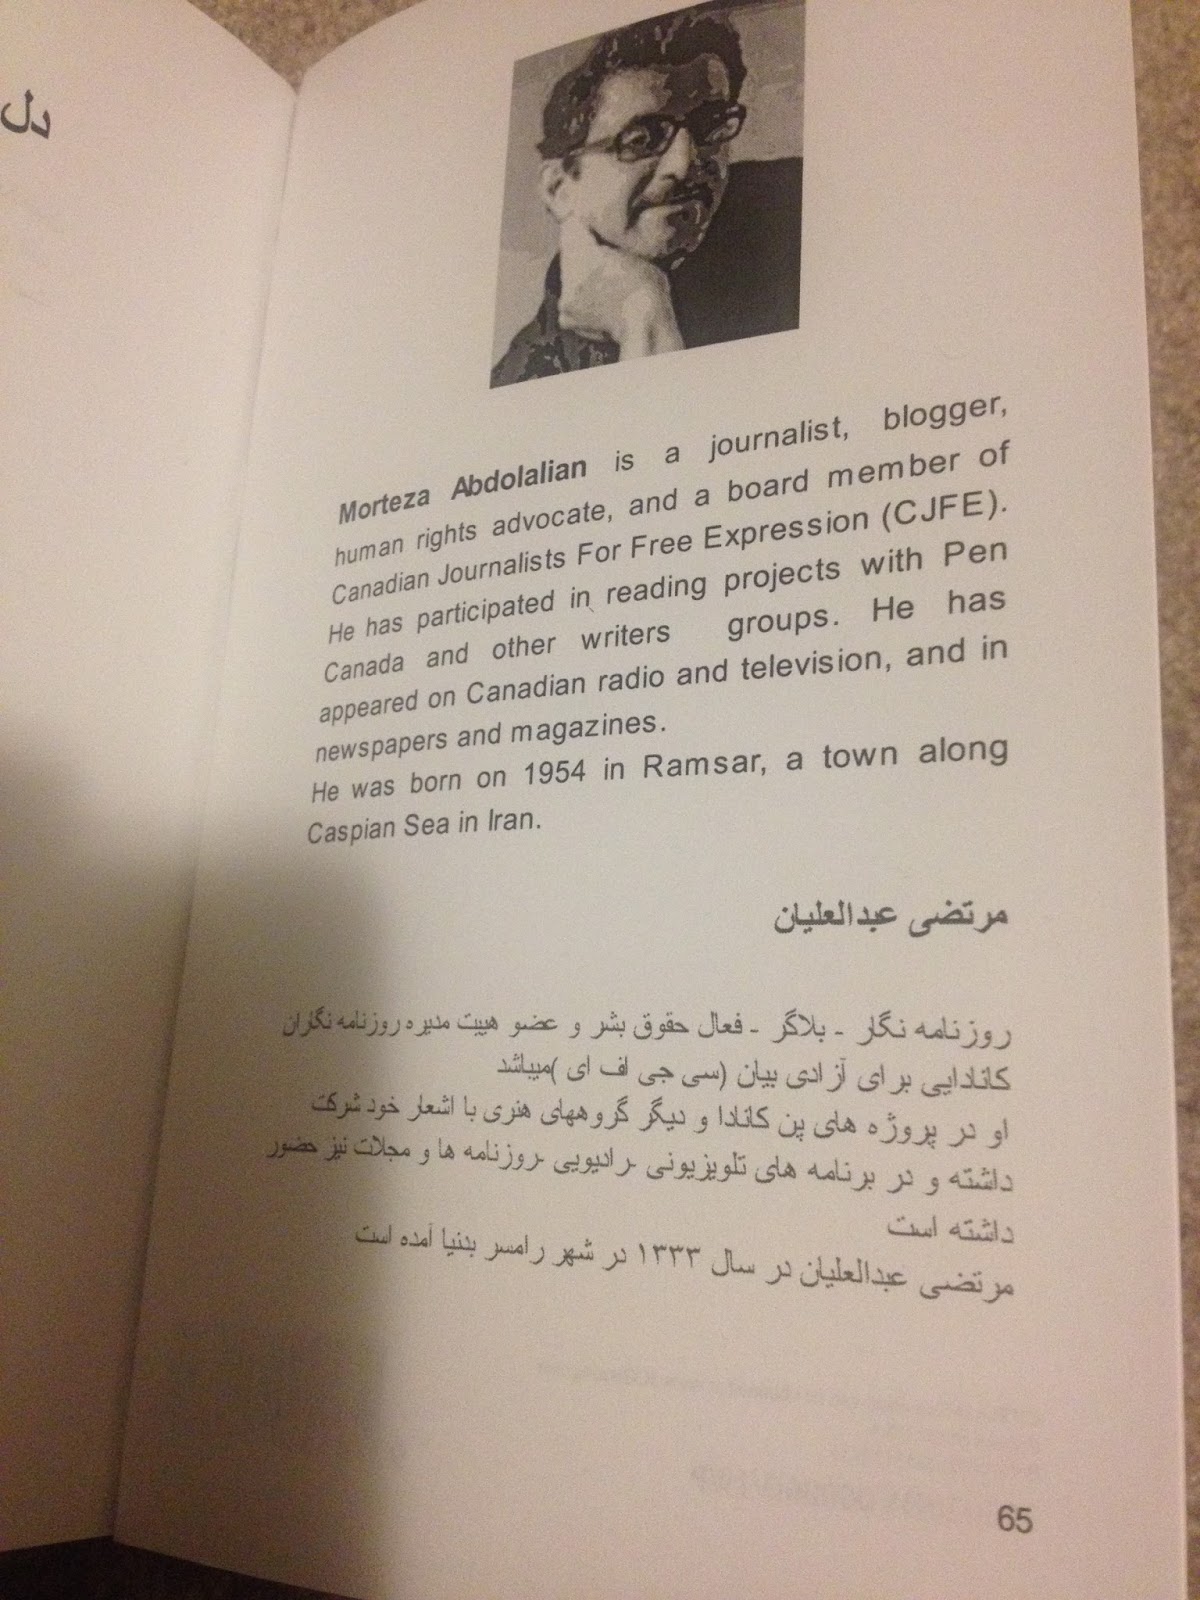 Morteza Abdolalian is a journalist, blogger,
human rights advocate, and a board member of
Canadian Journalists For Free Expression (CJFE).
He has participated in reading projects with Pen
Canada and other writers groups. He has
appeared on Canadian radio and television, and in
newspapers and magazines.
He was born on 1954 in Ramsar, a town along
Caspian Sea in Iran.
مرتضی عبدالعلیان
روزنامه نگار - بلاگر - فعال حقوق بشر و عضو هییت مدیره روزنامه نگاران
کانادایی برای آزادی بیان (سی جی اف ای )میباشد
او در پروژه های پن کانادا و دیگر گروههای هنری با اشعار خود شرکت
داشته و در برنامه های تلویزیونی -رادیویی -روزنامه ها و مجلات نیز حضور
داشته است
مرتضی عبدالعلیان در سال ۱۳۳۳ در شهر رامسر بدنیا آمده است
65